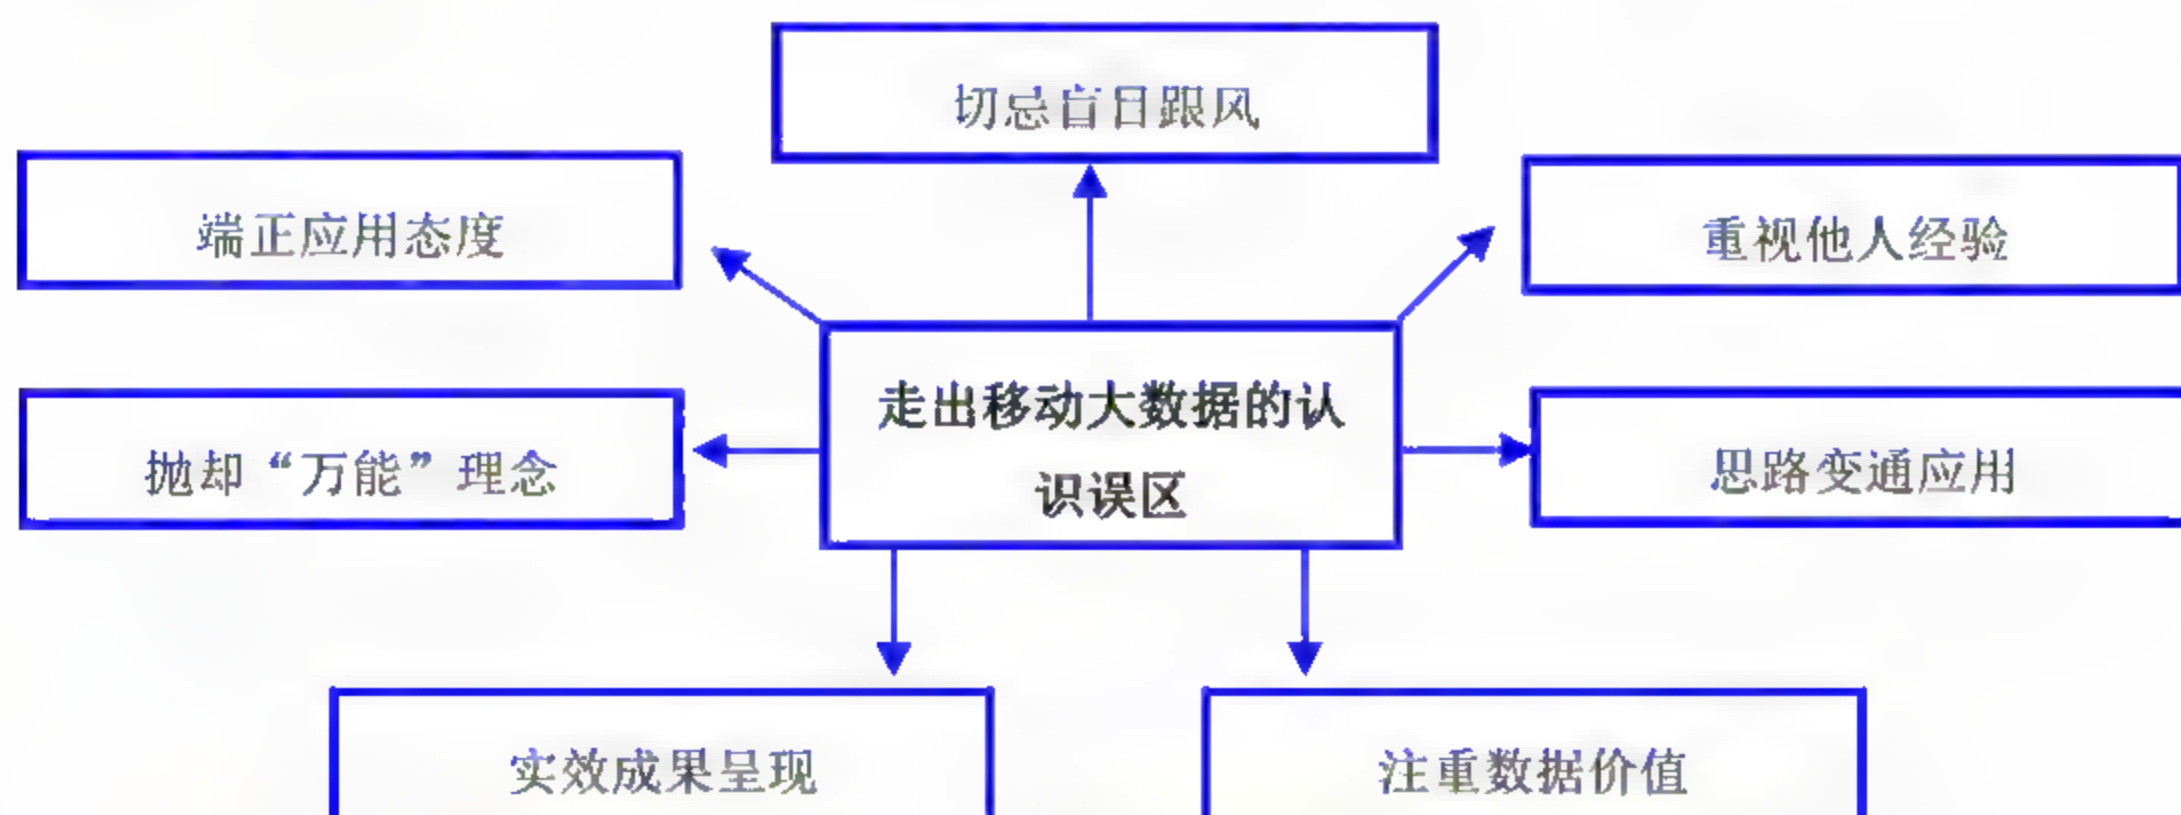 切忌盲目跟风
端正应用态度
重视他人经验
走出移动大数据的认
识误区
抛却“万能”理念
思路变通应用
实效成果呈现
注重数据价值